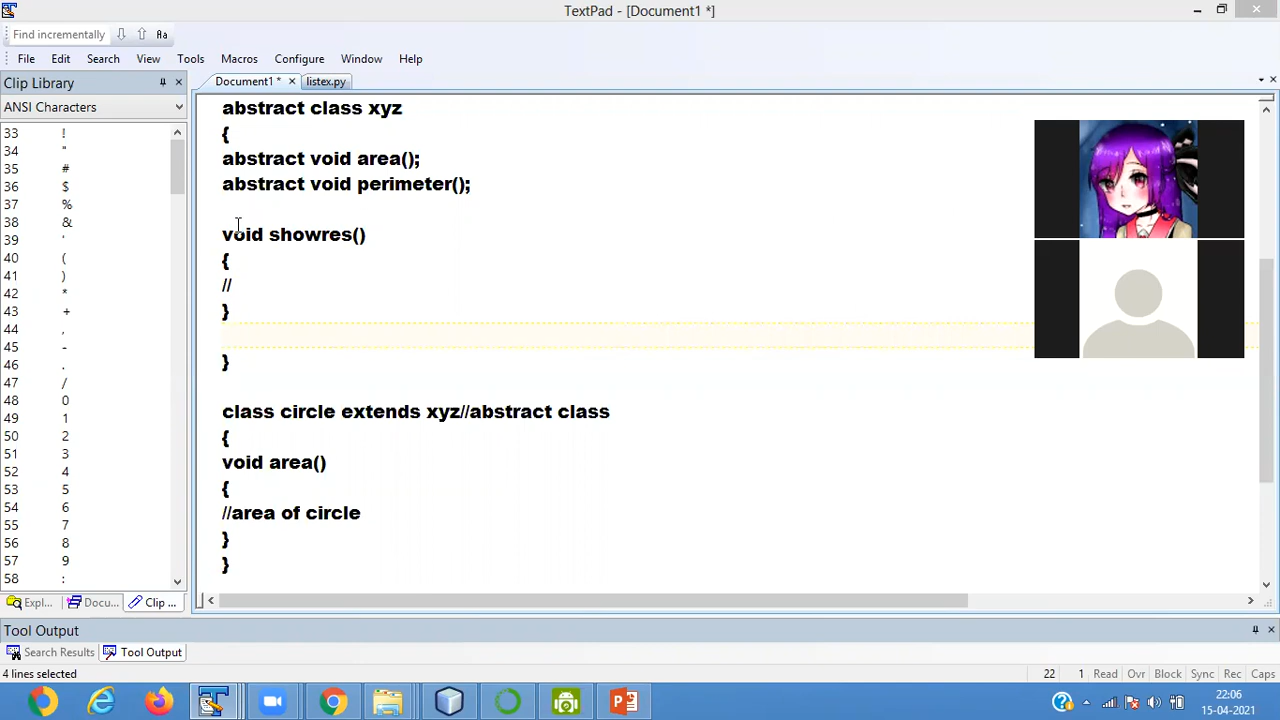 TextPad - [Document1 *]
Find incrementally
Aa
File Edit Search View Tools Macros Configure Window Help
Clip Library
Document1 * listex.py
ANSI Characters
33 !
34 "
35 #
36 $
37 %
38 &
39 '
40 (
41 )
42 *
43 +
44 ,
45 -
46 .
47 /
48 0
49 1
50 2
51 3
52 4
53 5
54 6
55 7
56 8
57 9
58 :
abstract class xyz
{
abstract void area();
abstract void perimeter();
void showres()
{
//
}
}
class circle extends xyz//abstract class
{
void area()
{
//area of circle
}
}
Expl... Docu... Clip ...
Tool Output
Search Results Tool Output
4 lines selected 22 1 Read Ovr Block Sync Rec Caps
22:06
15-04-2021